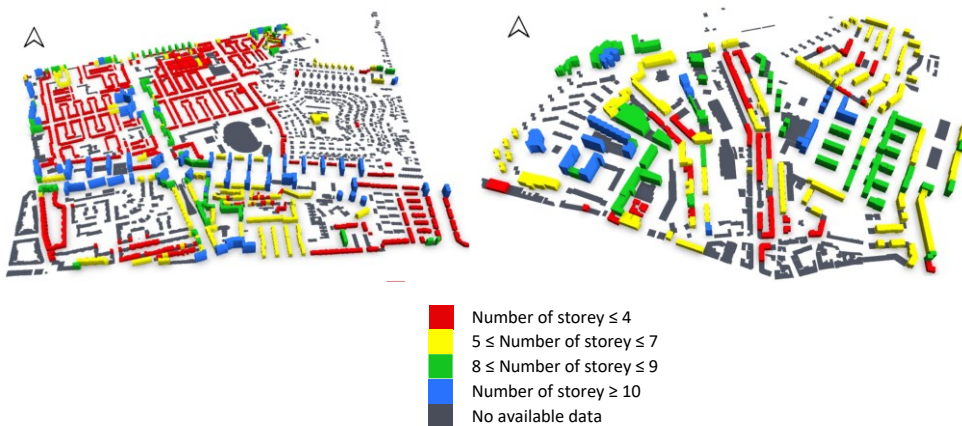 Number of storey ≤ 4
5 ≤ Number of storey ≤ 7
8 ≤ Number of storey ≤ 9
Number of storey ≥ 10
No available data